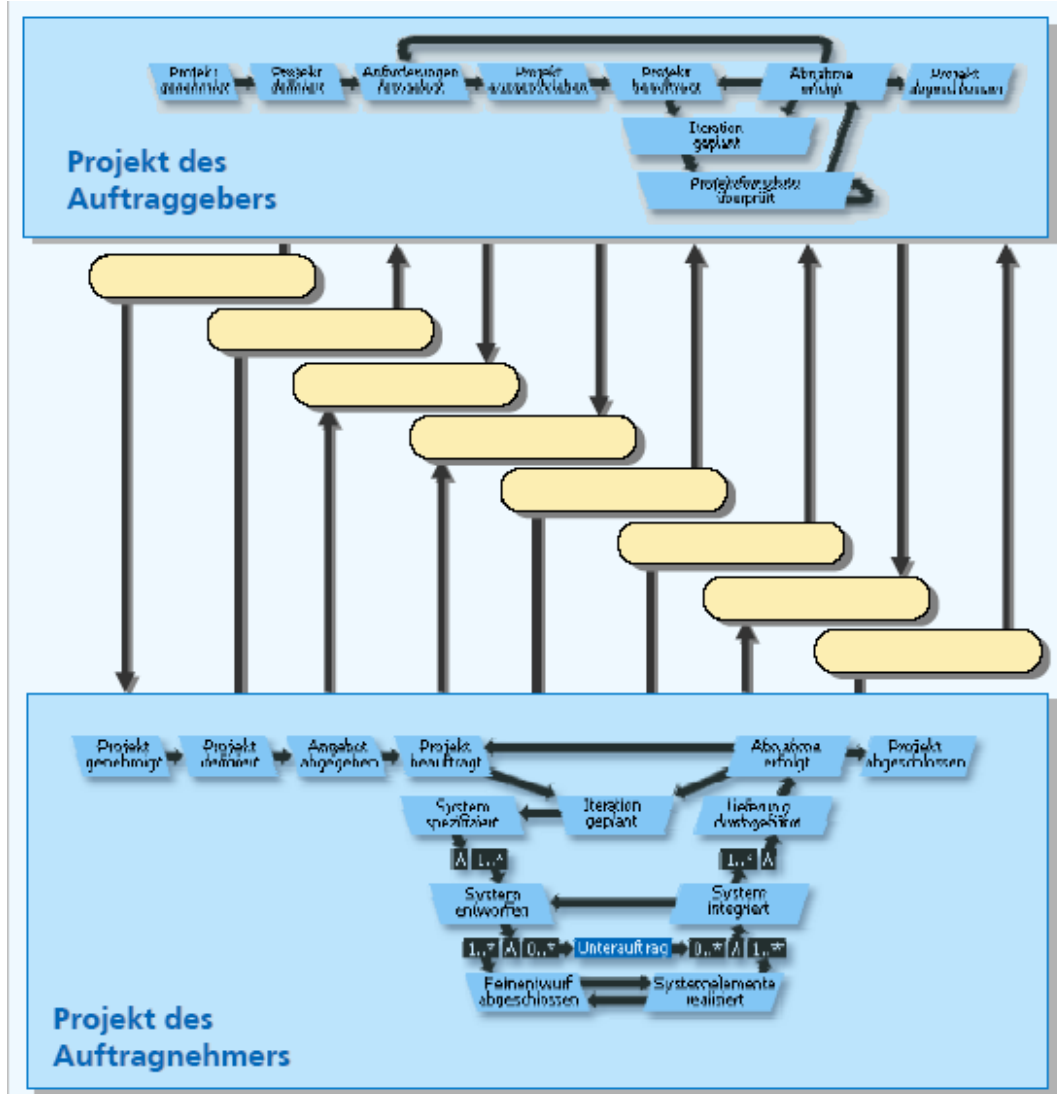 Projekt
genehmigt
Projekt
definiert
Anforderungen
festgelegt
Projekt
ausgeschrieben
Projekt
beauftragt
Abnahme
erfolgt
Projekt
abgeschlossen
Iteration
geplant
Projektfortschritt
überprüft
Projekt des
Auftraggebers
Projekt
genehmigt
Projekt
definiert
Angebot
abgegeben
Projekt
beauftragt
Abnahme
erfolgt
Projekt
abgeschlossen
System
spezifiziert
Iteration
geplant
Lieferung
durchgeführt
1..*
1..*
System
entworfen
System
integriert
1..*
0..*
Unterauftrag
0..*
1..*
Feinentwurf
abgeschlossen
Systemelemente
realisiert
Projekt des
Auftragnehmers